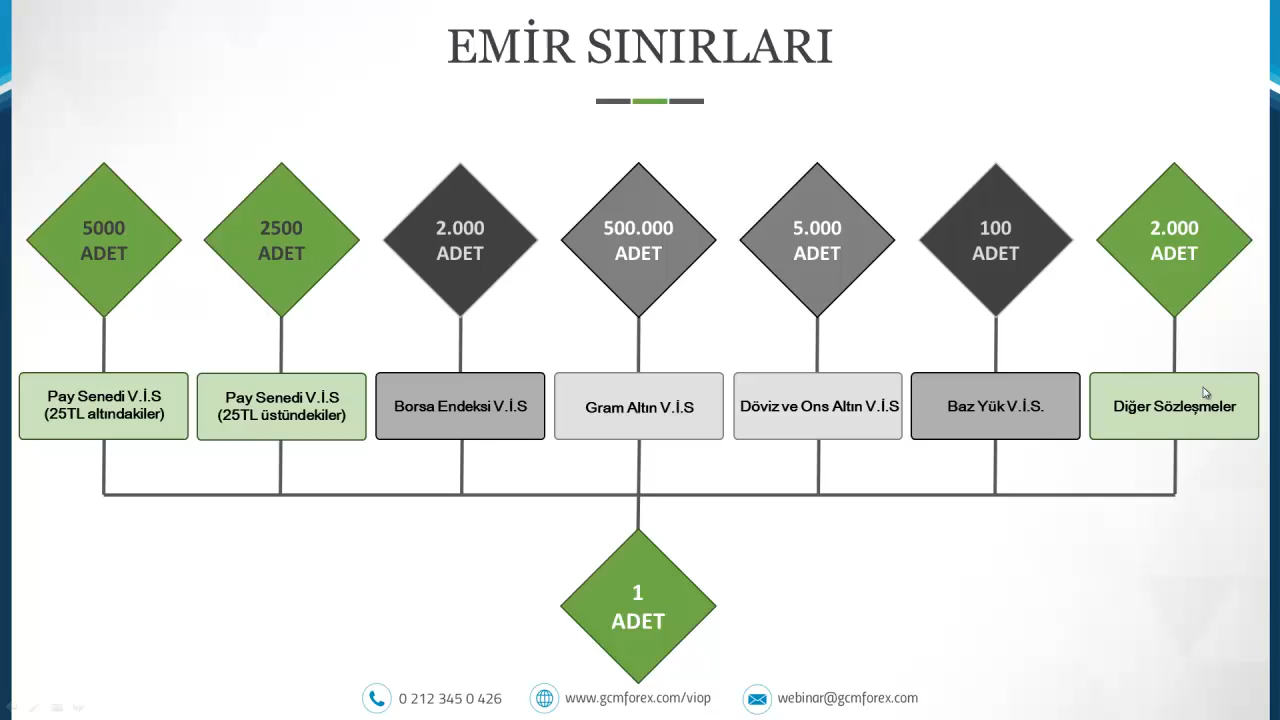 EMİR SINIRLARI
5000
ADET
2500
ADET
2.000
ADET
500.000
ADET
5.000
ADET
100
ADET
2.000
ADET
Pay Senedi V.İ.S
(25TL altındakiler)
Pay Senedi V.İ.S
(25TL üstündekiler)
Borsa Endeksi V.İ.S
Gram Altın V.İ.S
Döviz ve Ons Altın V.İ.S
Baz Yük V.İ.S.
Diğer Sözleşmeler
1
ADET
0 212 345 0 426
www.gcmforex.com/viop
webinar@gcmforex.com